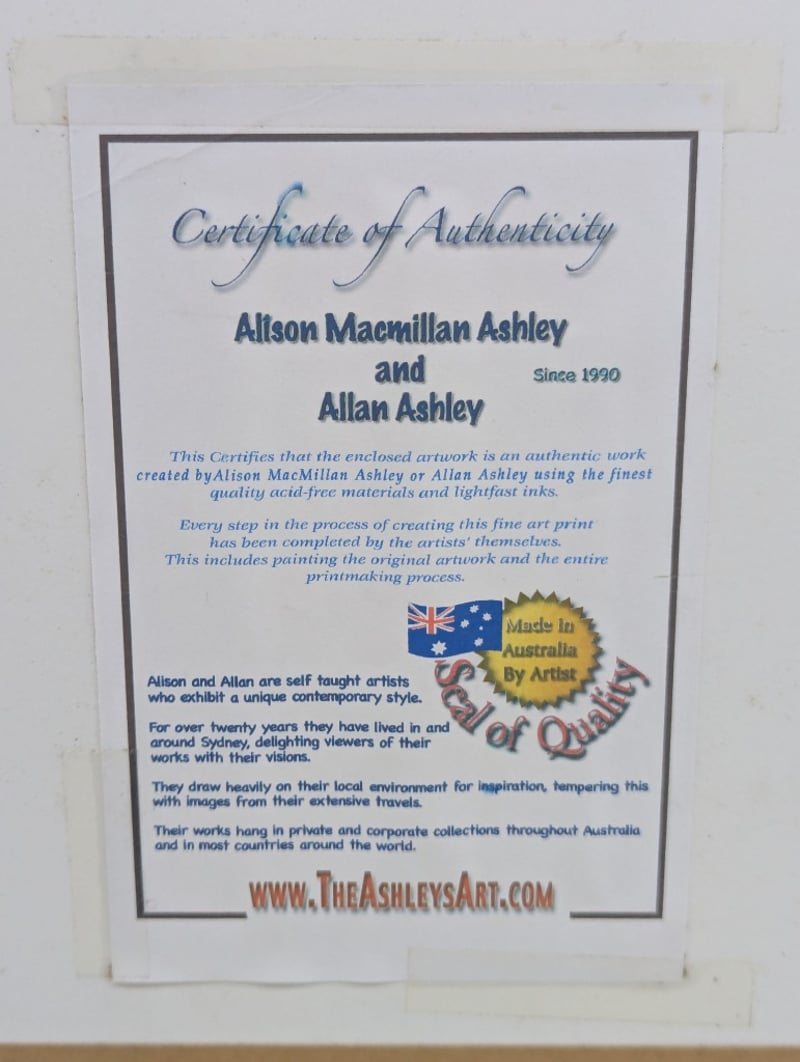 Certificate of Authenticity
Alison Macmillan Ashley
and
Since 1990
Allan Ashley
This Certifies that the enclosed artwork is an authentic work
created by Alison MacMillan Ashley or Allan Ashley using the finest
quality acid-free materials and lightfast inks.
Every step in the process of creating this fine art print
has been completed by the artists' themselves.
This includes painting the original artwork and the entire
printmaking process.
Made In
Australia
By Artist
Seal of Quality
Alison and Allan are self taught artists
who exhibit a unique contemporary style.
For over twenty years they have lived in and
around Sydney, delighting viewers of their
works with their visions.
They draw heavily on their local environment for inspiration, tempering this
with images from their extensive travels.
Their works hang in private and corporate collections throughout Australia
and in most countries around the world.
www.TheAshleysArt.com